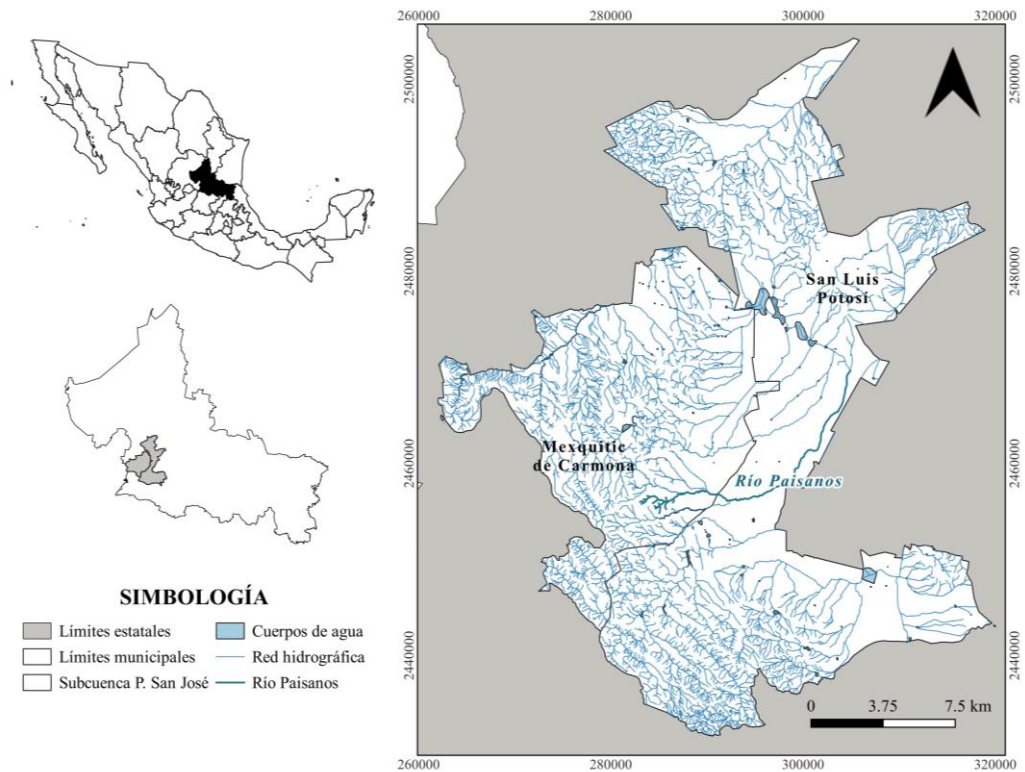 260000 280000 300000 320000
2500000
2500000
2480000
2480000
San Luis
Potosí
Mexquitic
de Carmona
2460000
2460000
Río Paisanos
SIMBOLOGÍA
Límites estatales
Cuerpos de agua
Límites municipales
Red hidrográfica
Subcuenca P. San José
Río Paisanos
2440000
2440000
0 3.75 7.5 km
260000 280000 300000 320000